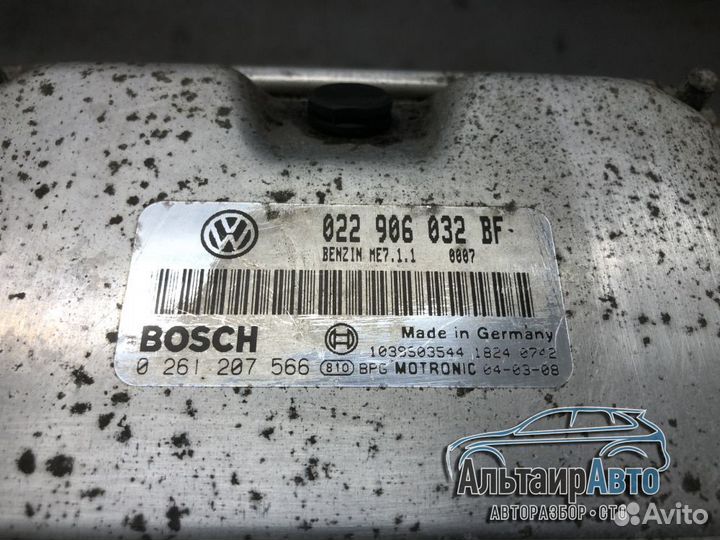 022 906 032 BF-
BENZIN ME7.1.1 0007
BOSCH
Made in Germany
1039S03544 1824 0742
0 261 207 566 810 BPG MOTRONIC 04-03-08
АльтаирАвто
АВТОРАЗБОР • СТО
Avito